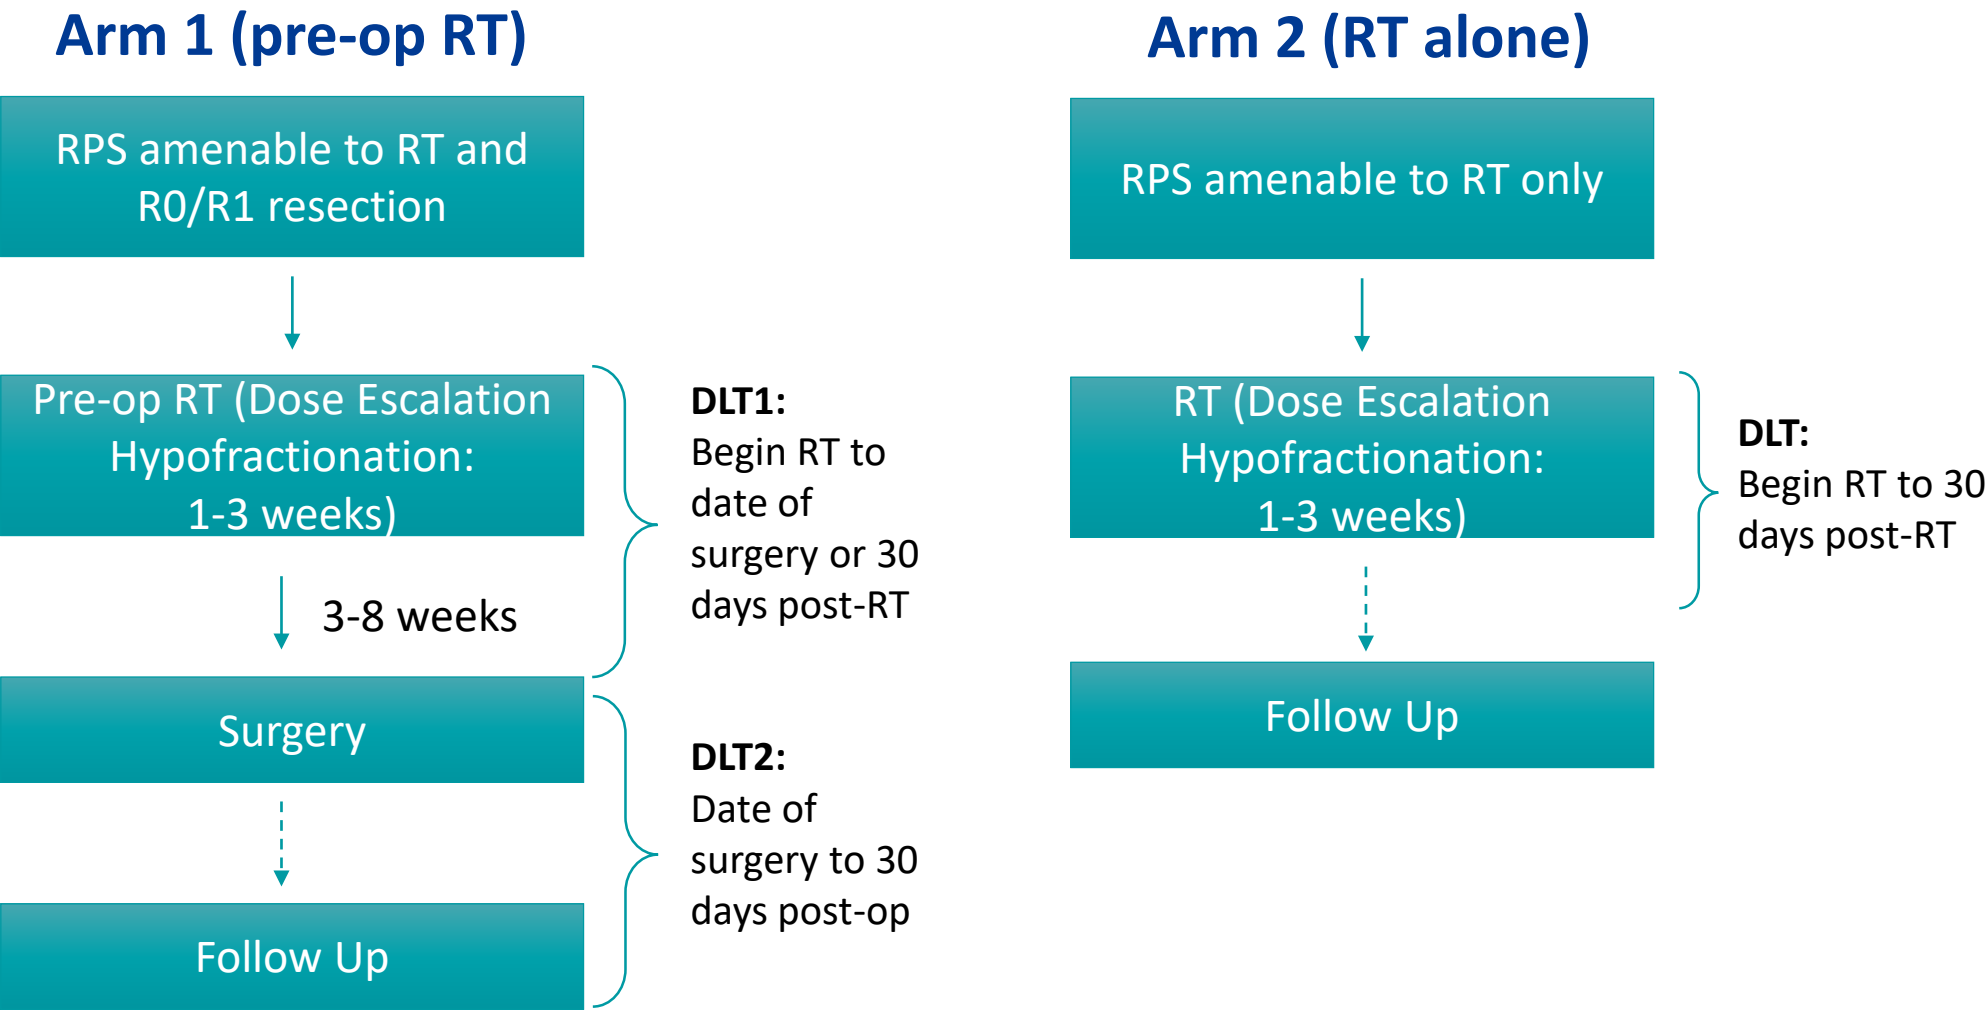 Arm 1 (pre-op RT)
RPS amenable to RT and
R0/R1 resection
Pre-op RT (Dose Escalation
Hypofractionation:
1-3 weeks)
DLT1:
Begin RT to
date of
surgery or 30
days post-RT
3-8 weeks
Surgery
DLT2:
Date of
surgery to 30
days post-op
Follow Up
Arm 2 (RT alone)
RPS amenable to RT only
RT (Dose Escalation
Hypofractionation:
1-3 weeks)
DLT:
Begin RT to 30
days post-RT
Follow Up